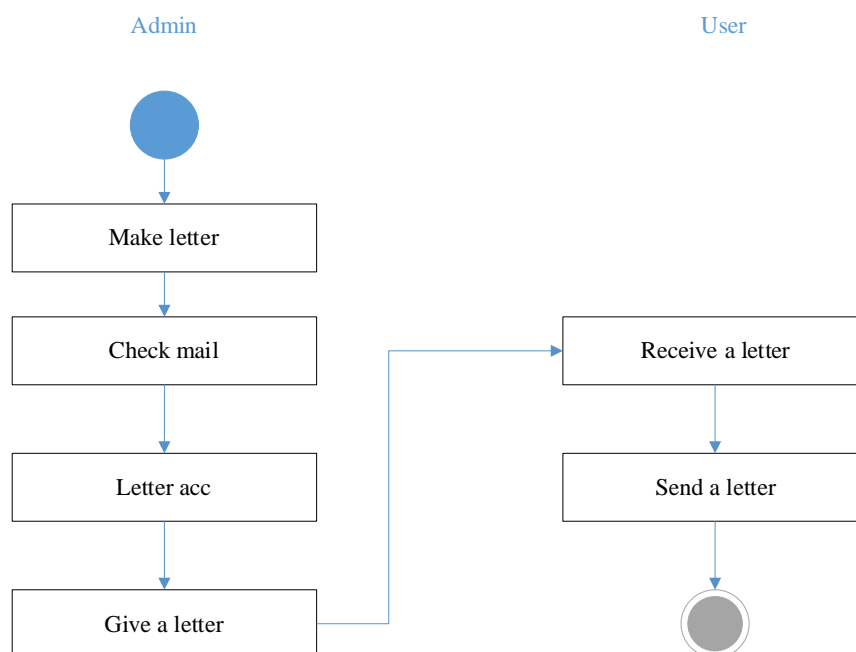 Admin
User
Make letter
Check mail
Receive a letter
Letter acc
Send a letter
Give a letter